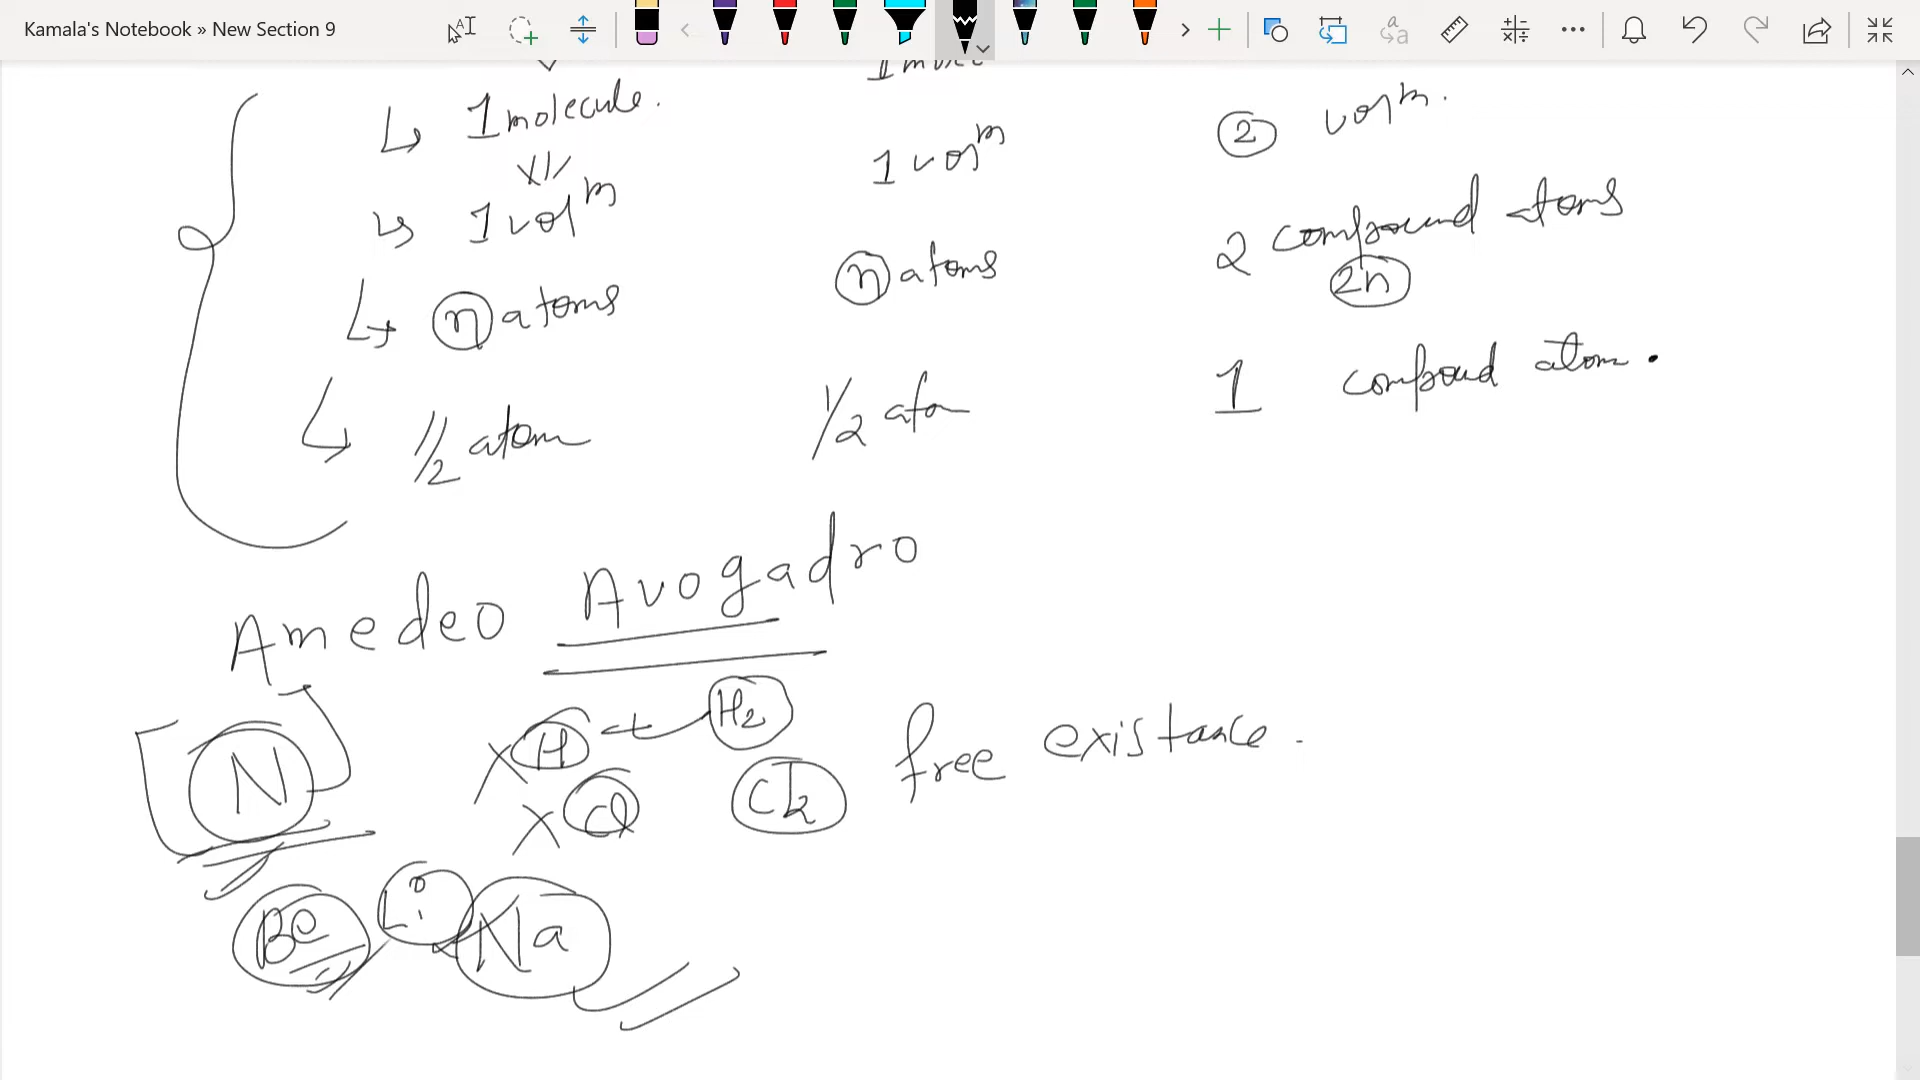 Kamala's Notebook » New Section 9
1 molecule. 1 vol m 2 vol m.
1 vol m
n atoms 2 compound atoms
n atoms 2n
1/2 atom 1/2 atom 1 compound atom.
Amedeo Avogadro
N H H2 free existance.
Cl Cl2
Be Li Na